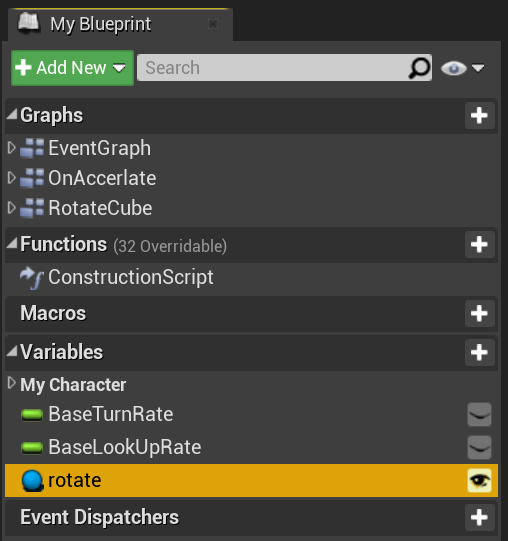 My Blueprint
Add New Search
Graphs
EventGraph
OnAccerlate
RotateCube
Functions (32 Overridable)
ConstructionScript
Macros
Variables
My Character
BaseTurnRate
BaseLookUpRate
rotate
Event Dispatchers